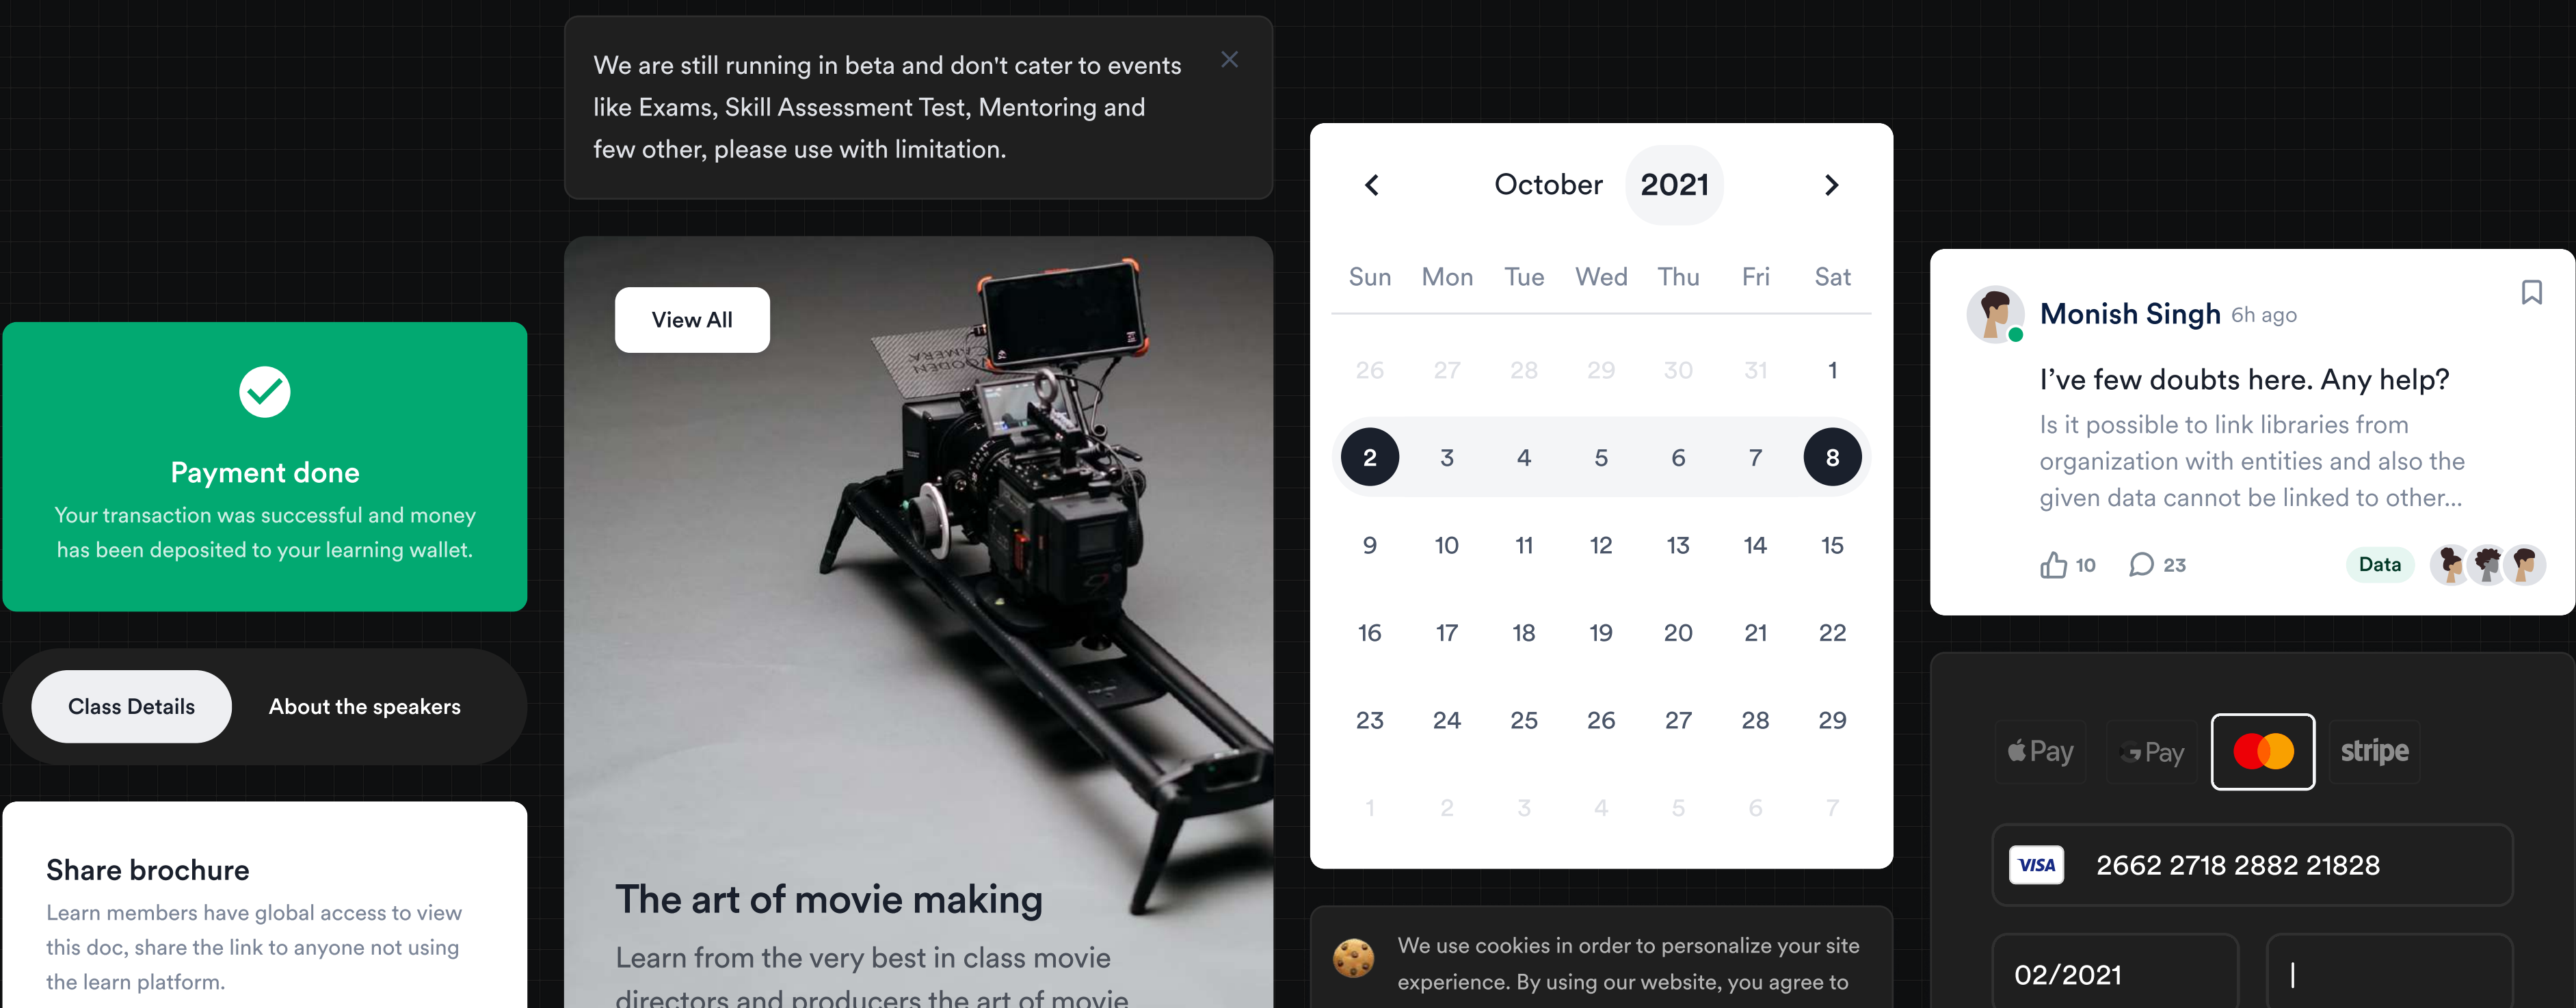 We are still running in beta and don't cater to events
like Exams, Skill Assessment Test, Mentoring and
few other, please use with limitation.
Payment done
Your transaction was successful and money
has been deposited to your learning wallet.
Class Details About the speakers
Share brochure
Learn members have global access to view
this doc, share the link to anyone not using
the learn platform.
View All
WOODEN
CAMERA
The art of movie making
Learn from the very best in class movie
directors and producers the art of movie
October 2021
Sun Mon Tue Wed Thu Fri Sat
26 27 28 29 30 31 1
2 3 4 5 6 7 8
9 10 11 12 13 14 15
16 17 18 19 20 21 22
23 24 25 26 27 28 29
1 2 3 4 5 6 7
We use cookies in order to personalize your site
experience. By using our website, you agree to
Monish Singh 6h ago
I’ve few doubts here. Any help?
Is it possible to link libraries from
organization with entities and also the
given data cannot be linked to other...
10 23 Data
Pay G Pay stripe
VISA 2662 2718 2882 21828
02/2021